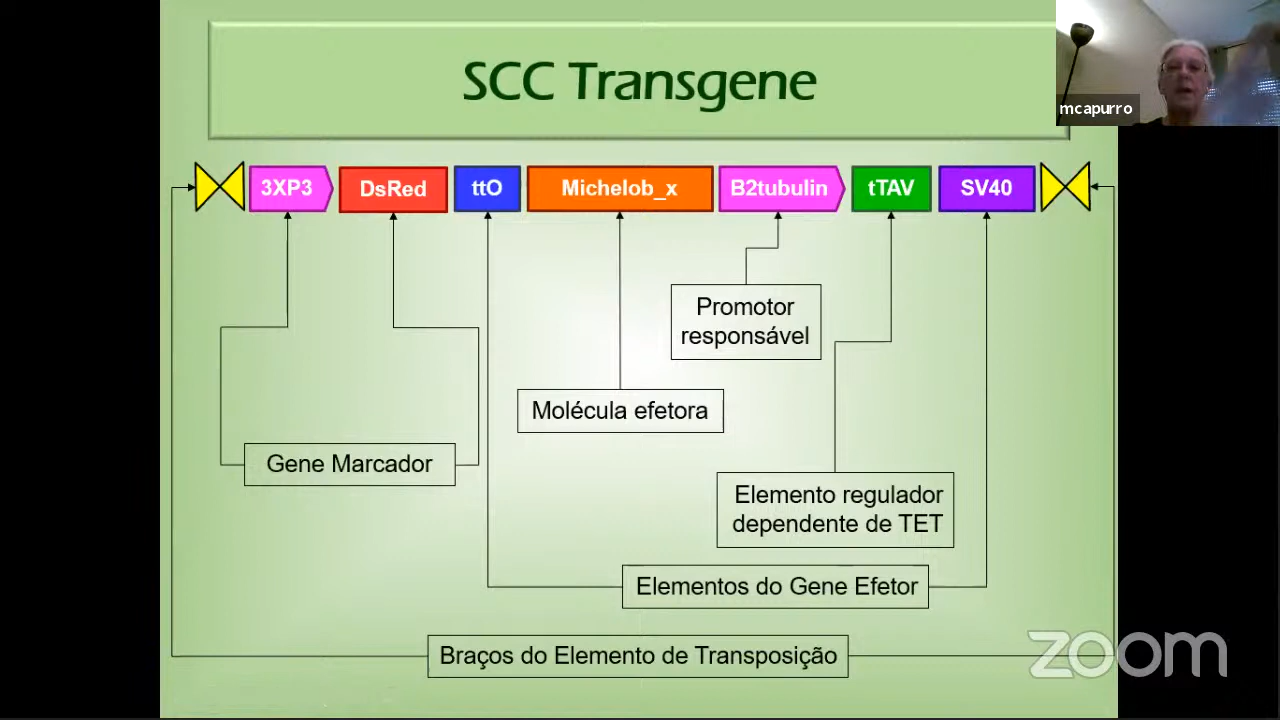 SCC Transgene
mcapurro
3XP3
DsRed
ttO
Michelob_x
B2tubulin
tTAV
SV40
Promotor
responsável
Molécula efetora
Gene Marcador
Elemento regulador
dependente de TET
Elementos do Gene Efetor
Braços do Elemento de Transposição
zoom